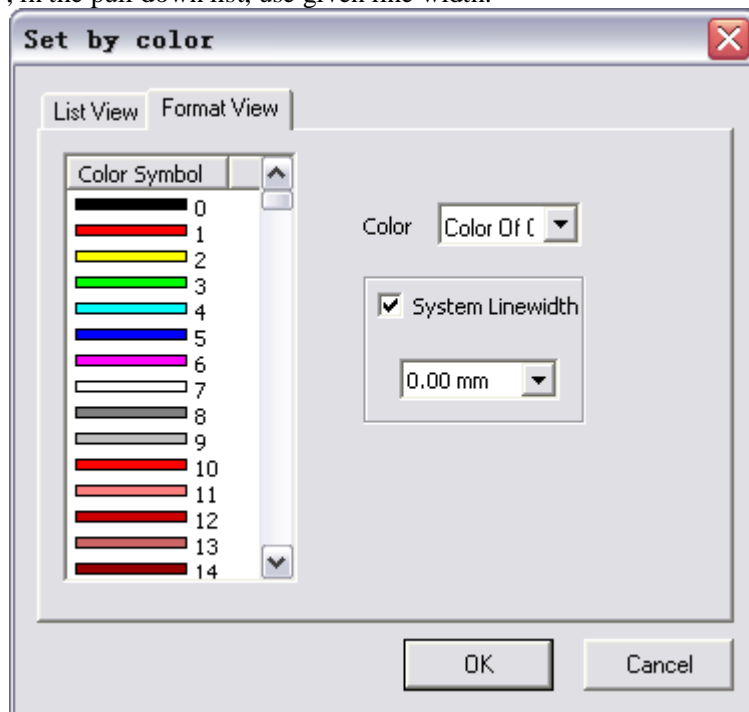 , in the pull down list, use given line width.
Set by color
List View Format View
Color Symbol
0
1
2
3
4
5
6
7
8
9
10
11
12
13
14
Color Color Of
System Linewidth
0.00 mm
OK Cancel